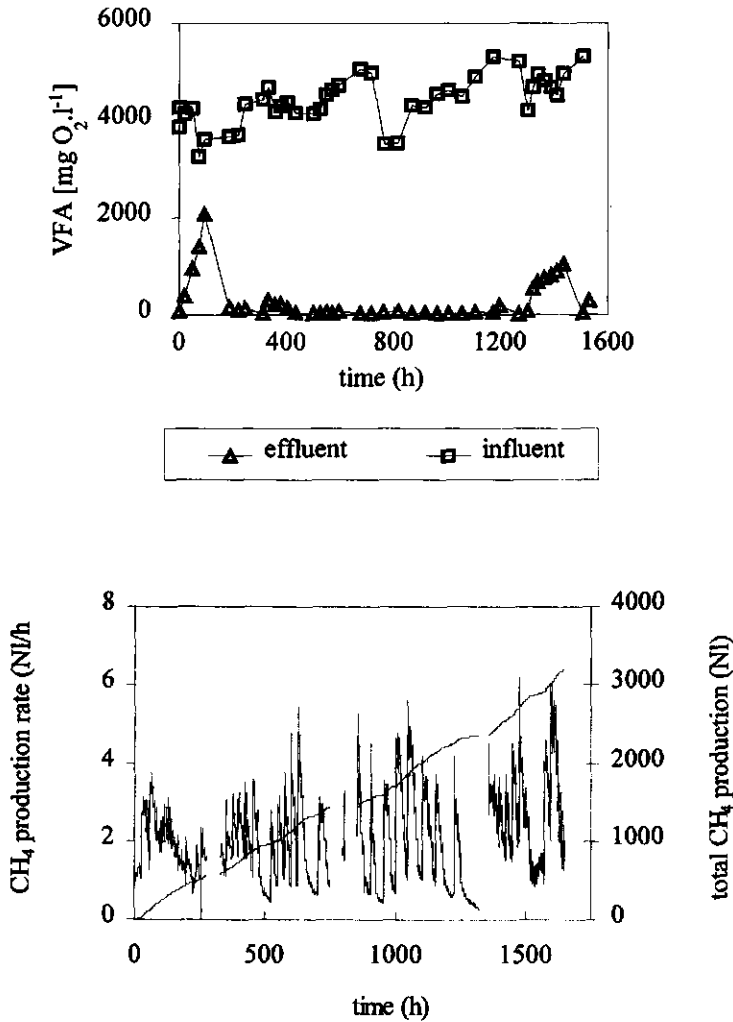 6000
4000
2000
0
VFA [mg O2.l-1]
0 400 800 1200 1600
time (h)
effluent influent
8 4000
6 3000
4 2000
2 1000
0 0
CH4 production rate (Nl/h
total CH4 production (Nl)
0 500 1000 1500
time (h)